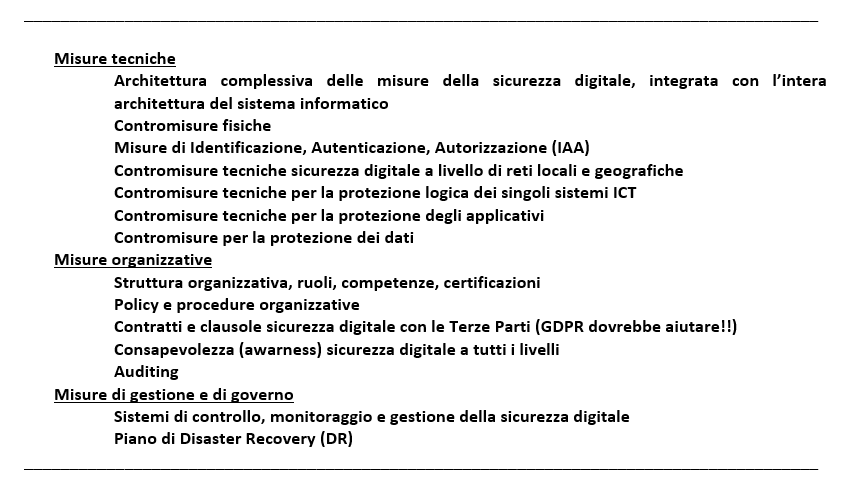 Misure tecniche
Architettura complessiva delle misure della sicurezza digitale, integrata con l’intera
architettura del sistema informatico
Contromisure fisiche
Misure di Identificazione, Autenticazione, Autorizzazione (IAA)
Contromisure tecniche sicurezza digitale a livello di reti locali e geografiche
Contromisure tecniche per la protezione logica dei singoli sistemi ICT
Contromisure tecniche per la protezione degli applicativi
Contromisure per la protezione dei dati
Misure organizzative
Struttura organizzativa, ruoli, competenze, certificazioni
Policy e procedure organizzative
Contratti e clausole sicurezza digitale con le Terze Parti (GDPR dovrebbe aiutare!!)
Consapevolezza (awarness) sicurezza digitale a tutti i livelli
Auditing
Misure di gestione e di governo
Sistemi di controllo, monitoraggio e gestione della sicurezza digitale
Piano di Disaster Recovery (DR)